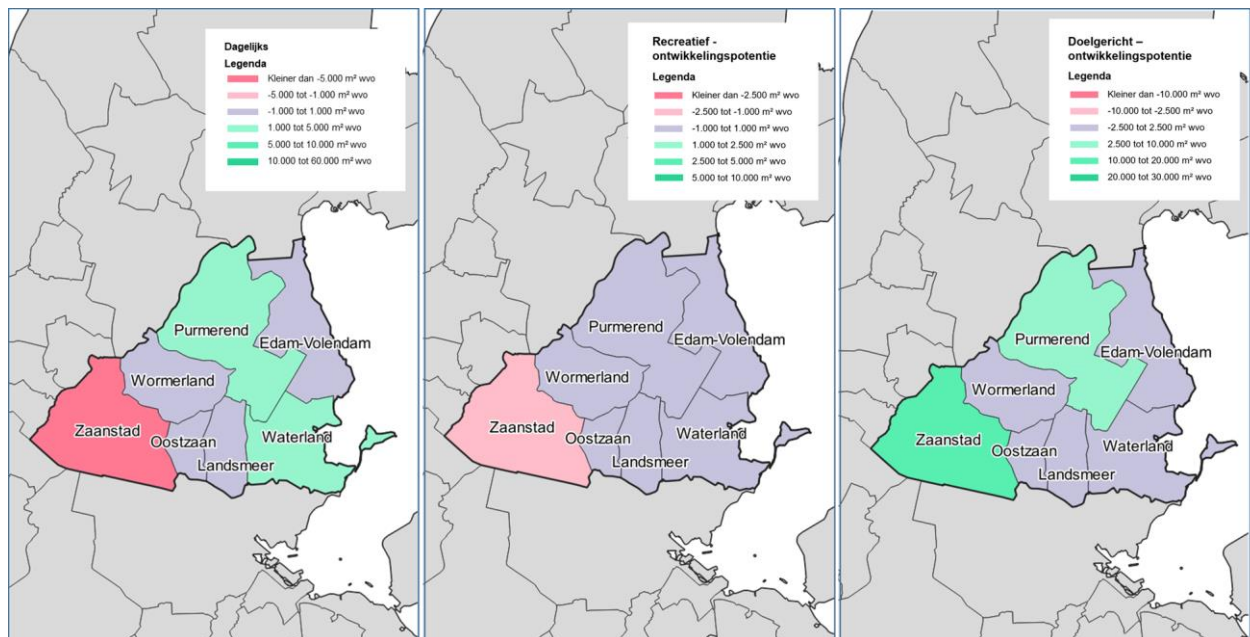 Dagelijks
Legenda
Kleiner dan -5.000 m² wvo
-5.000 tot -1.000 m² wvo
-1.000 tot 1.000 m² wvo
1.000 tot 5.000 m² wvo
5.000 tot 10.000 m² wvo
10.000 tot 60.000 m² wvo
Purmerend
Edam-Volendam
Wormerland
Zaanstad
Oostzaan
Waterland
Landsmeer
Recreatief -
ontwikkelingspotentie
Legenda
Kleiner dan -2.500 m² wvo
-2.500 tot -1.000 m² wvo
-1.000 tot 1.000 m² wvo
1.000 tot 2.500 m² wvo
2.500 tot 5.000 m² wvo
5.000 tot 10.000 m² wvo
Purmerend
Edam-Volendam
Wormerland
Zaanstad
Oostzaan
Waterland
Landsmeer
Doelgericht –
ontwikkelingspotentie
Legenda
Kleiner dan -10.000 m² wvo
-10.000 tot -2.500 m² wvo
-2.500 tot 2.500 m² wvo
2.500 tot 10.000 m² wvo
10.000 tot 20.000 m² wvo
20.000 tot 30.000 m² wvo
Purmerend
Edam-Volendam
Wormerland
Zaanstad
Oostzaan
Waterland
Landsmeer